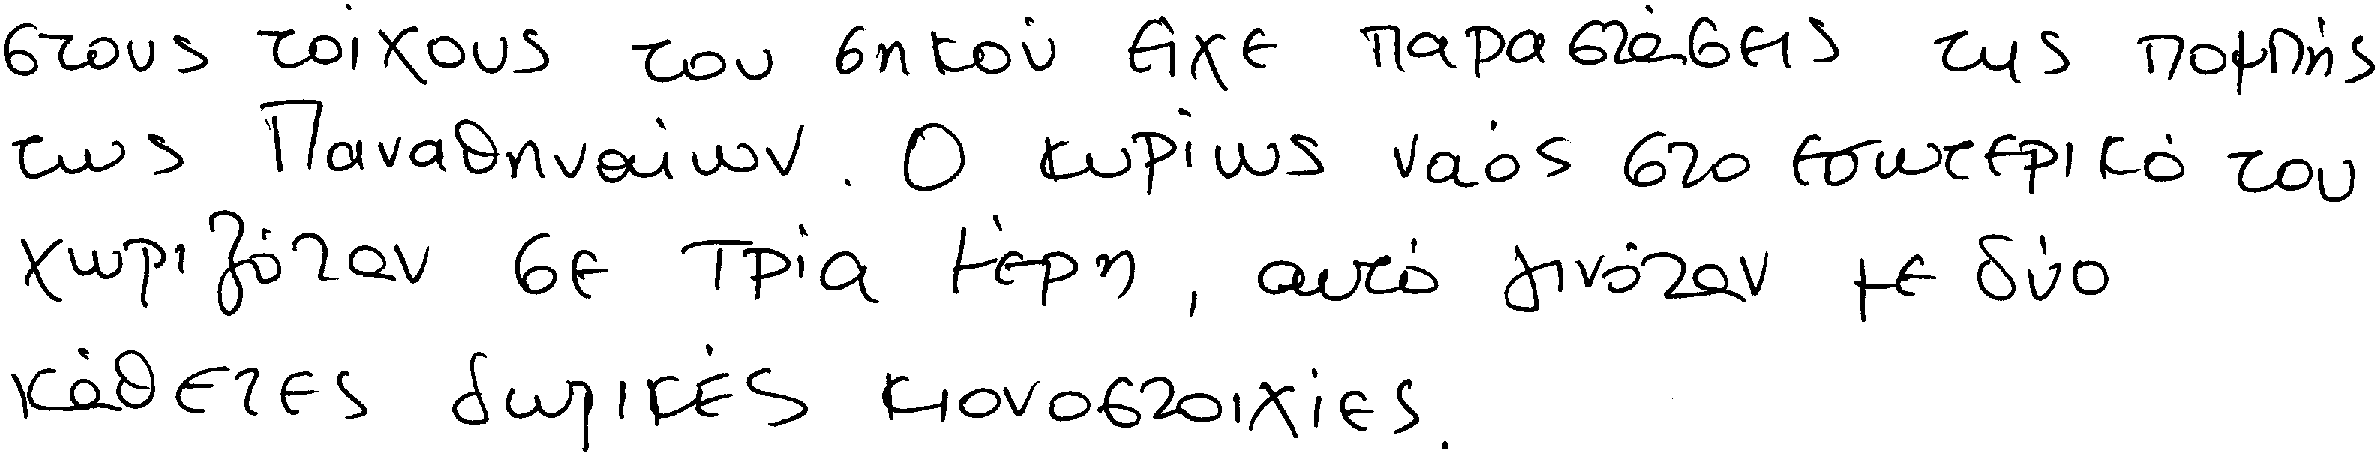 στους τοίχους του σηκού είχε παραστάσεις της πομπής
τως Παναθηναίων. Ο κυρίως ναός στο εσωτερικό του
χωριζόταν σε τρία μέρη, αυτό γινόταν με δύο
κάθετες δωρικές κιονοστοιχίες.